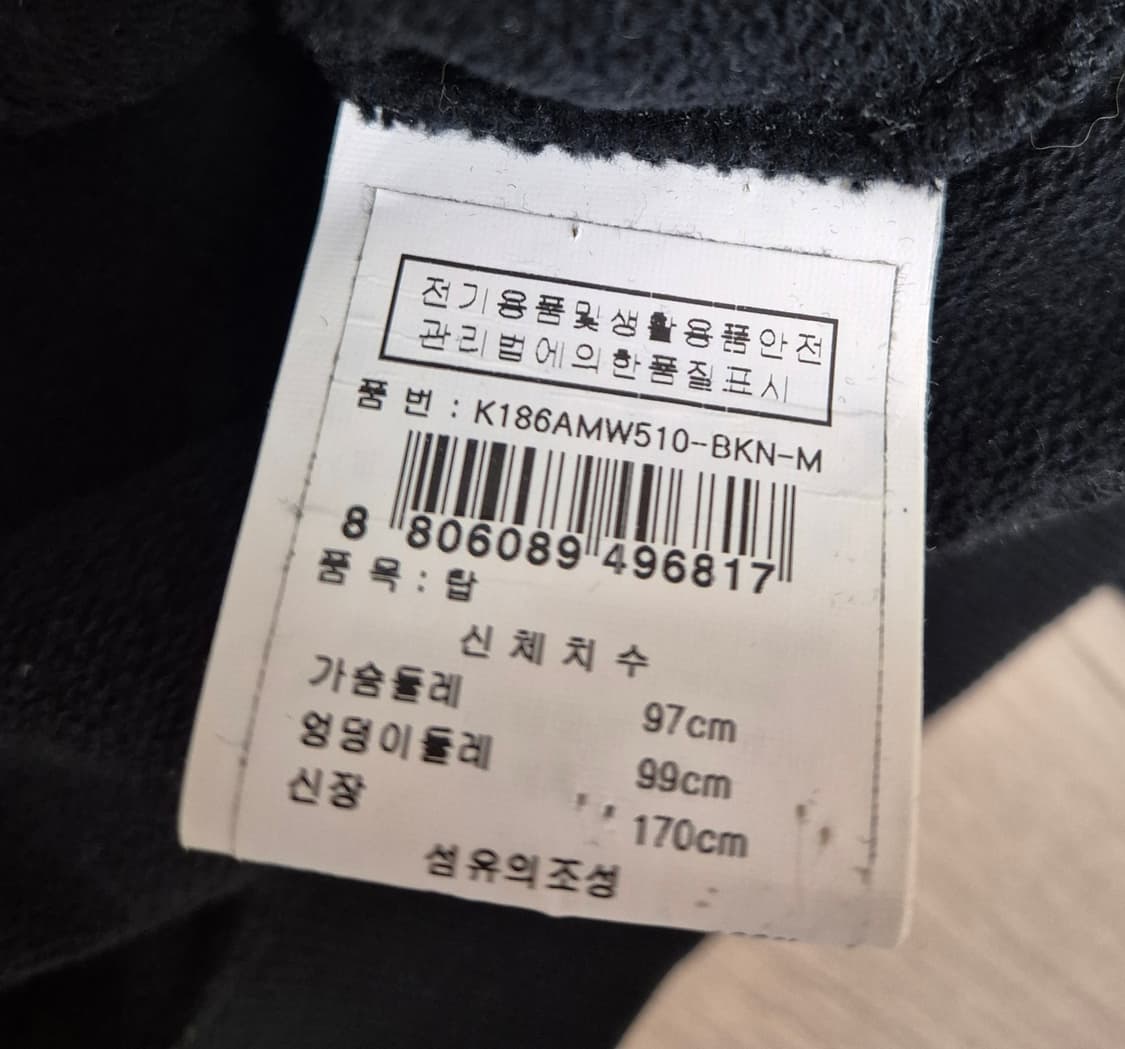 전기용품및생활용품안전
관리법에의한품질표시
품 번 : K186AMW510-BKN-M
8 806089 496817
품 목 : 탑
신 체 치 수
가슴둘레 97cm
엉덩이둘레 99cm
신장 170cm
섬유의조성